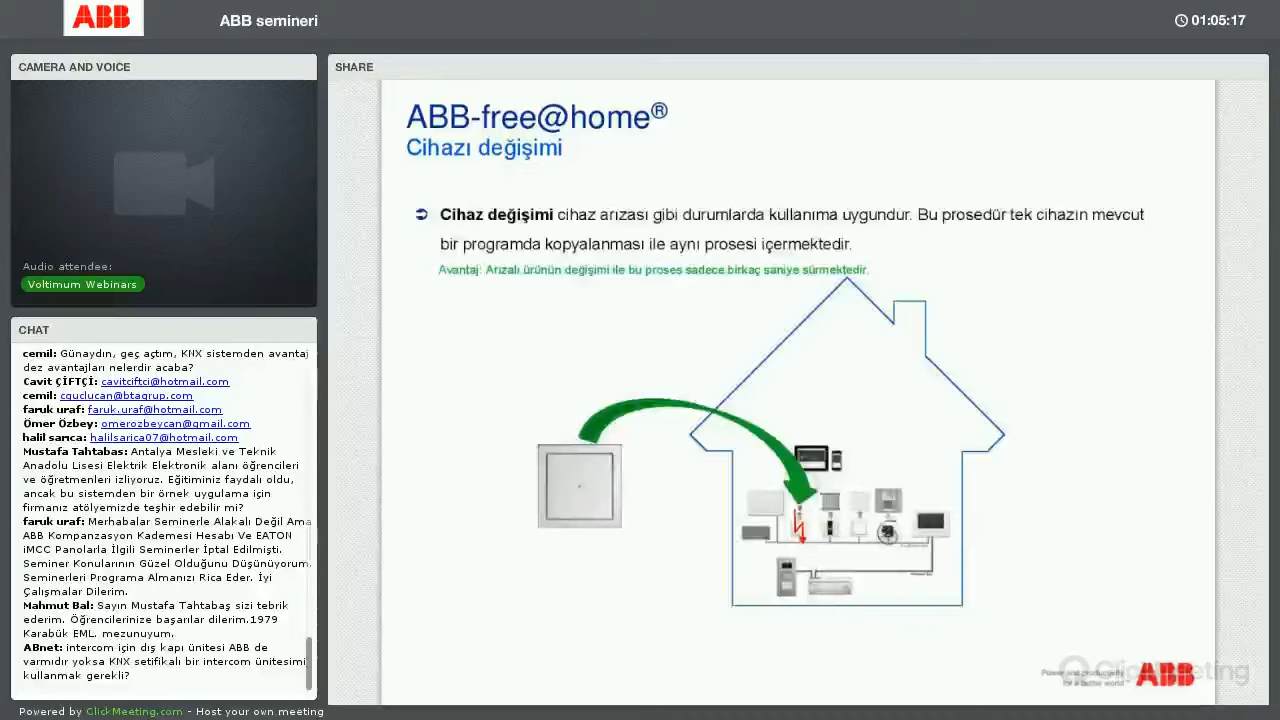 ABB
ABB semineri
01:05:17
CAMERA AND VOICE
Audio attendee:
Voltimum Webinars
CHAT
cemil: Günaydın, geç açtım, KNX sistemden avantaj
dez avantajları nelerdir acaba?
Cavit ÇİFTÇİ: cavitciftci@hotmail.com
cemil: cguclucan@btagrup.com
faruk uraf: faruk.uraf@hotmail.com
Ömer Özbey: omerozbeycan@gmail.com
halil sarıca: halilsarica07@hotmail.com
Mustafa Tahtabaş: Antalya Mesleki ve Teknik
Anadolu Lisesi Elektrik Elektronik alanı öğrencileri
ve öğretmenleri izliyoruz. Eğitiminiz faydalı oldu,
ancak bu sistemden bir örnek uygulama için
firmanız atölyemizde teşhir edebilir mi?
faruk uraf: Merhabalar Seminerle Alakalı Değil Ama
ABB Kompanzasyon Kademesi Hesabı Ve EATON
İMCC Panolarla İlgili Seminerler İptal Edilmişti.
Seminer Konularının Güzel Olduğunu Düşünüyorum.
Seminerleri Programa Almanızı Rica Eder. İyi
Çalışmalar Dilerim.
Mahmut Bal: Sayın Mustafa Tahtabaş sizi tebrik
ederim. Öğrencilerinize başarılar dilerim.1979
Karabük EML. mezunuyum.
ABnet: intercom için dış kapı ünitesi ABB de
varmıdır yoksa KNX setifikalı bir intercom ünitesimi
kullanmak gerekli?
Powered by ClickMeeting.com - Host your own meeting
SHARE
ABB-free@home®
Cihazı değişimi
Cihaz değişimi cihaz arızası gibi durumlarda kullanıma uygundur. Bu prosedür tek cihazın mevcut
bir programda kopyalanması ile aynı prosesi içermektedir.
Avantaj: Arızalı ürünün değişimi ile bu proses sadece birkaç saniye sürmektedir.
Power and productivity
for a better world™
ABB
ClickMeeting